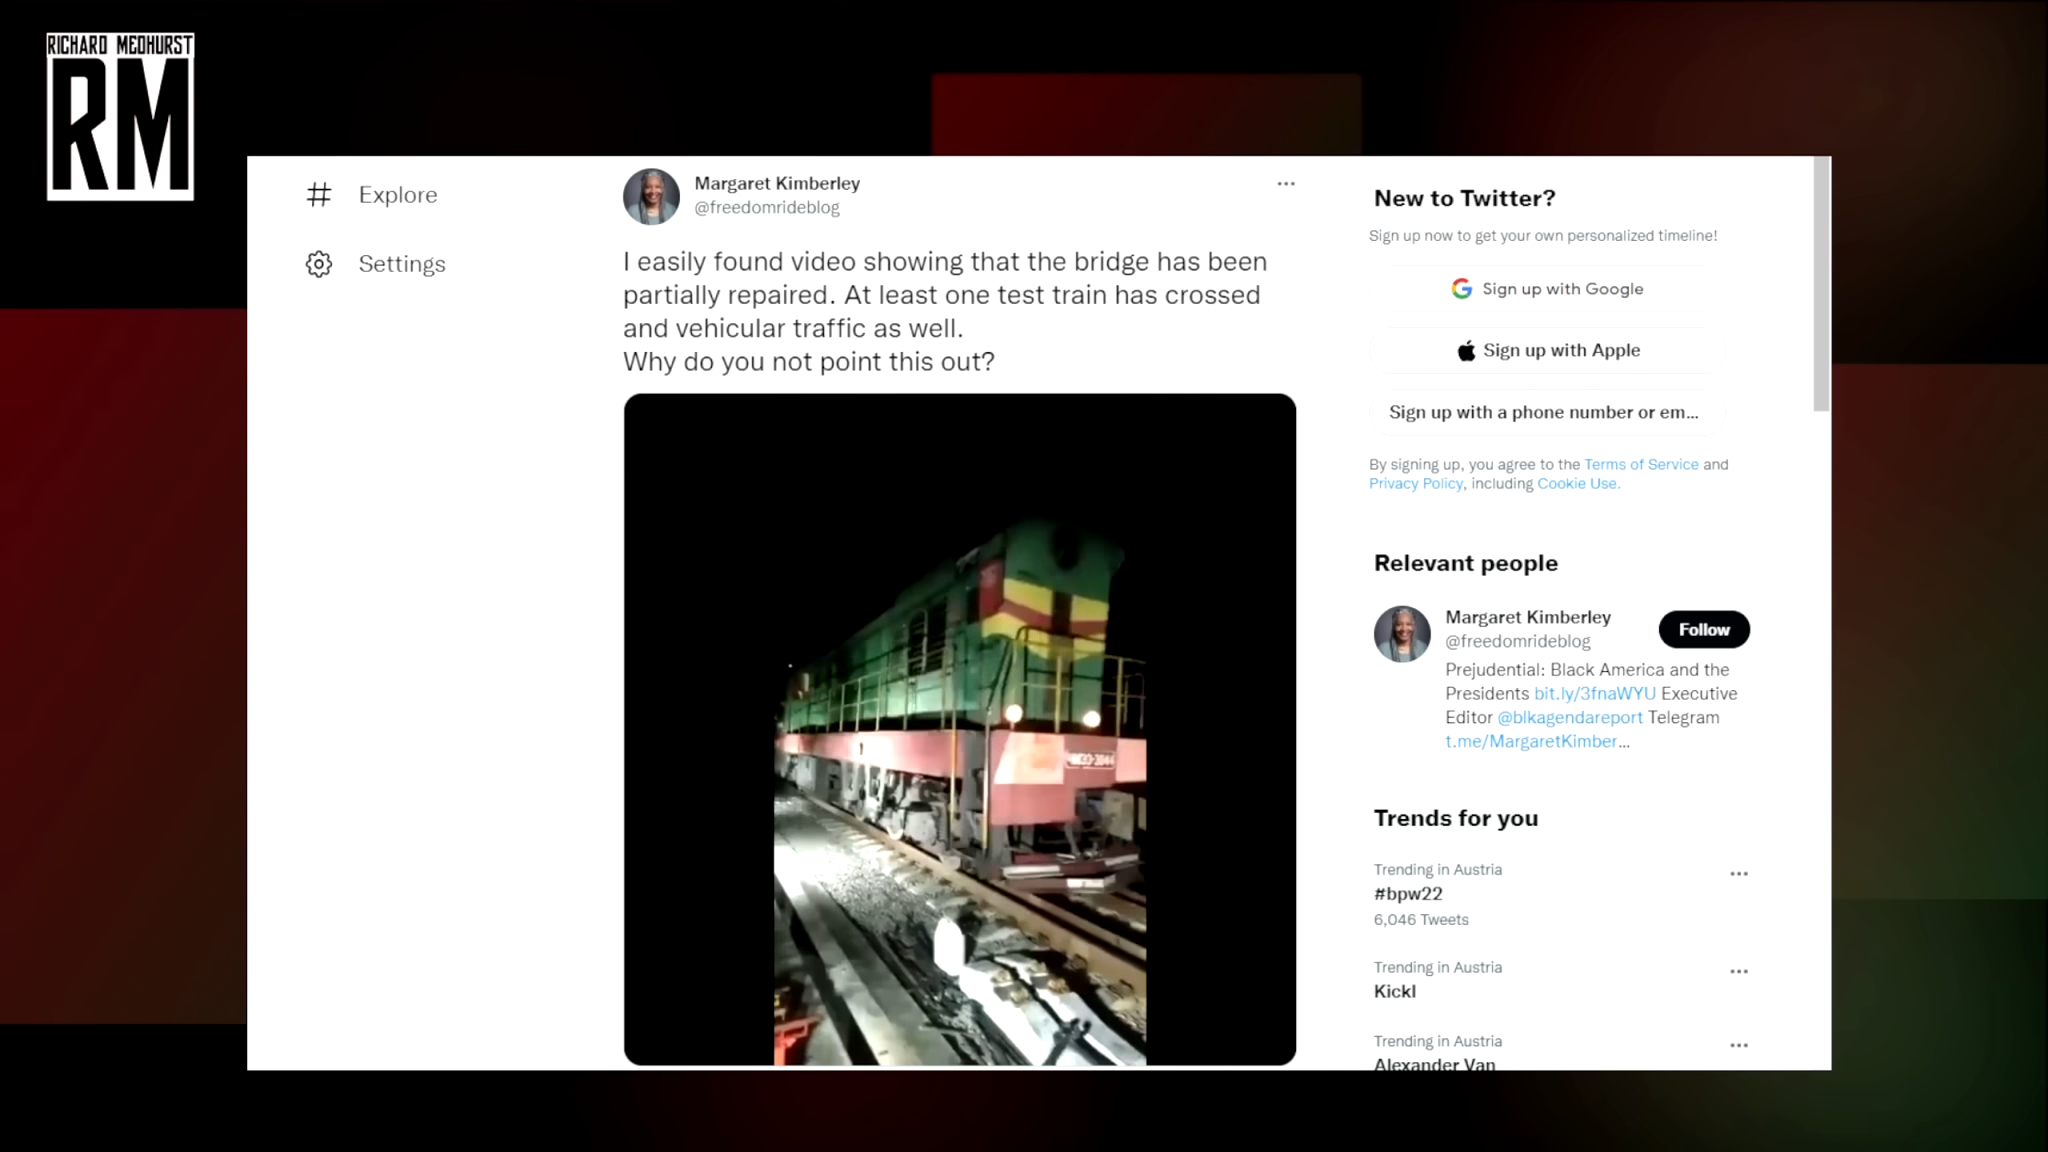 RICHARD MEDHURST
RM
Explore
Settings
Margaret Kimberley
@freedomrideblog
I easily found video showing that the bridge has been
partially repaired. At least one test train has crossed
and vehicular traffic as well.
Why do you not point this out?
New to Twitter?
Sign up now to get your own personalized timeline!
Sign up with Google
Sign up with Apple
Sign up with a phone number or em...
By signing up, you agree to the Terms of Service and
Privacy Policy, including Cookie Use.
Relevant people
Margaret Kimberley
@freedomrideblog
Follow
Prejudential: Black America and the
Presidents bit.ly/3fnaWYU Executive
Editor @blkagendareport Telegram
t.me/MargaretKimber...
Trends for you
Trending in Austria
#bpw22
6,046 Tweets
Trending in Austria
Kickl
Trending in Austria
Alexander Van